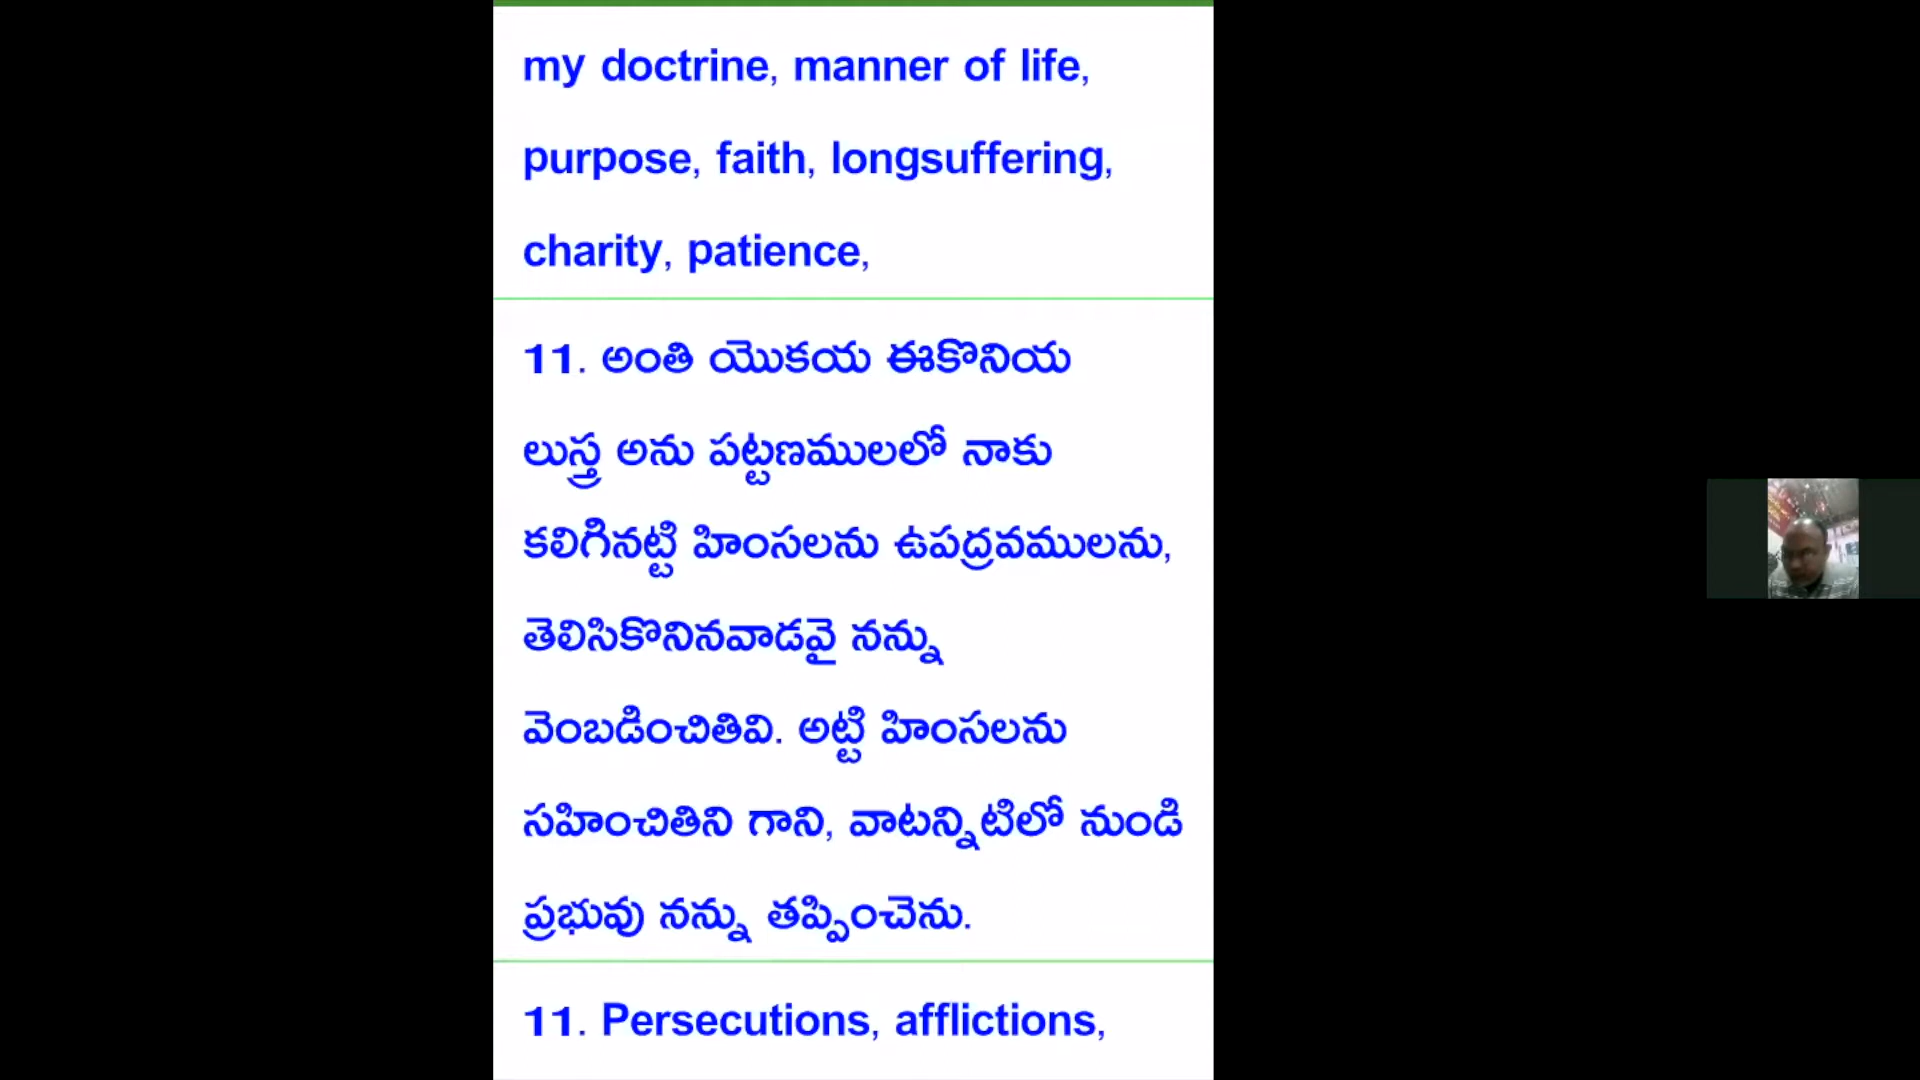 my doctrine, manner of life,
purpose, faith, longsuffering,
charity, patience,
11. అంతి యొకయ ఈకొనియ
లుస్త్ర అను పట్టణములలో నాకు
కలిగినట్టి హింసలను ఉపద్రవములను,
తెలిసికొనినవాడవై నన్ను
వెంబడించితివి. అట్టి హింసలను
సహించితిని గాని, వాటన్నిటిలో నుండి
ప్రభువు నన్ను తప్పించెను.
11. Persecutions, afflictions,